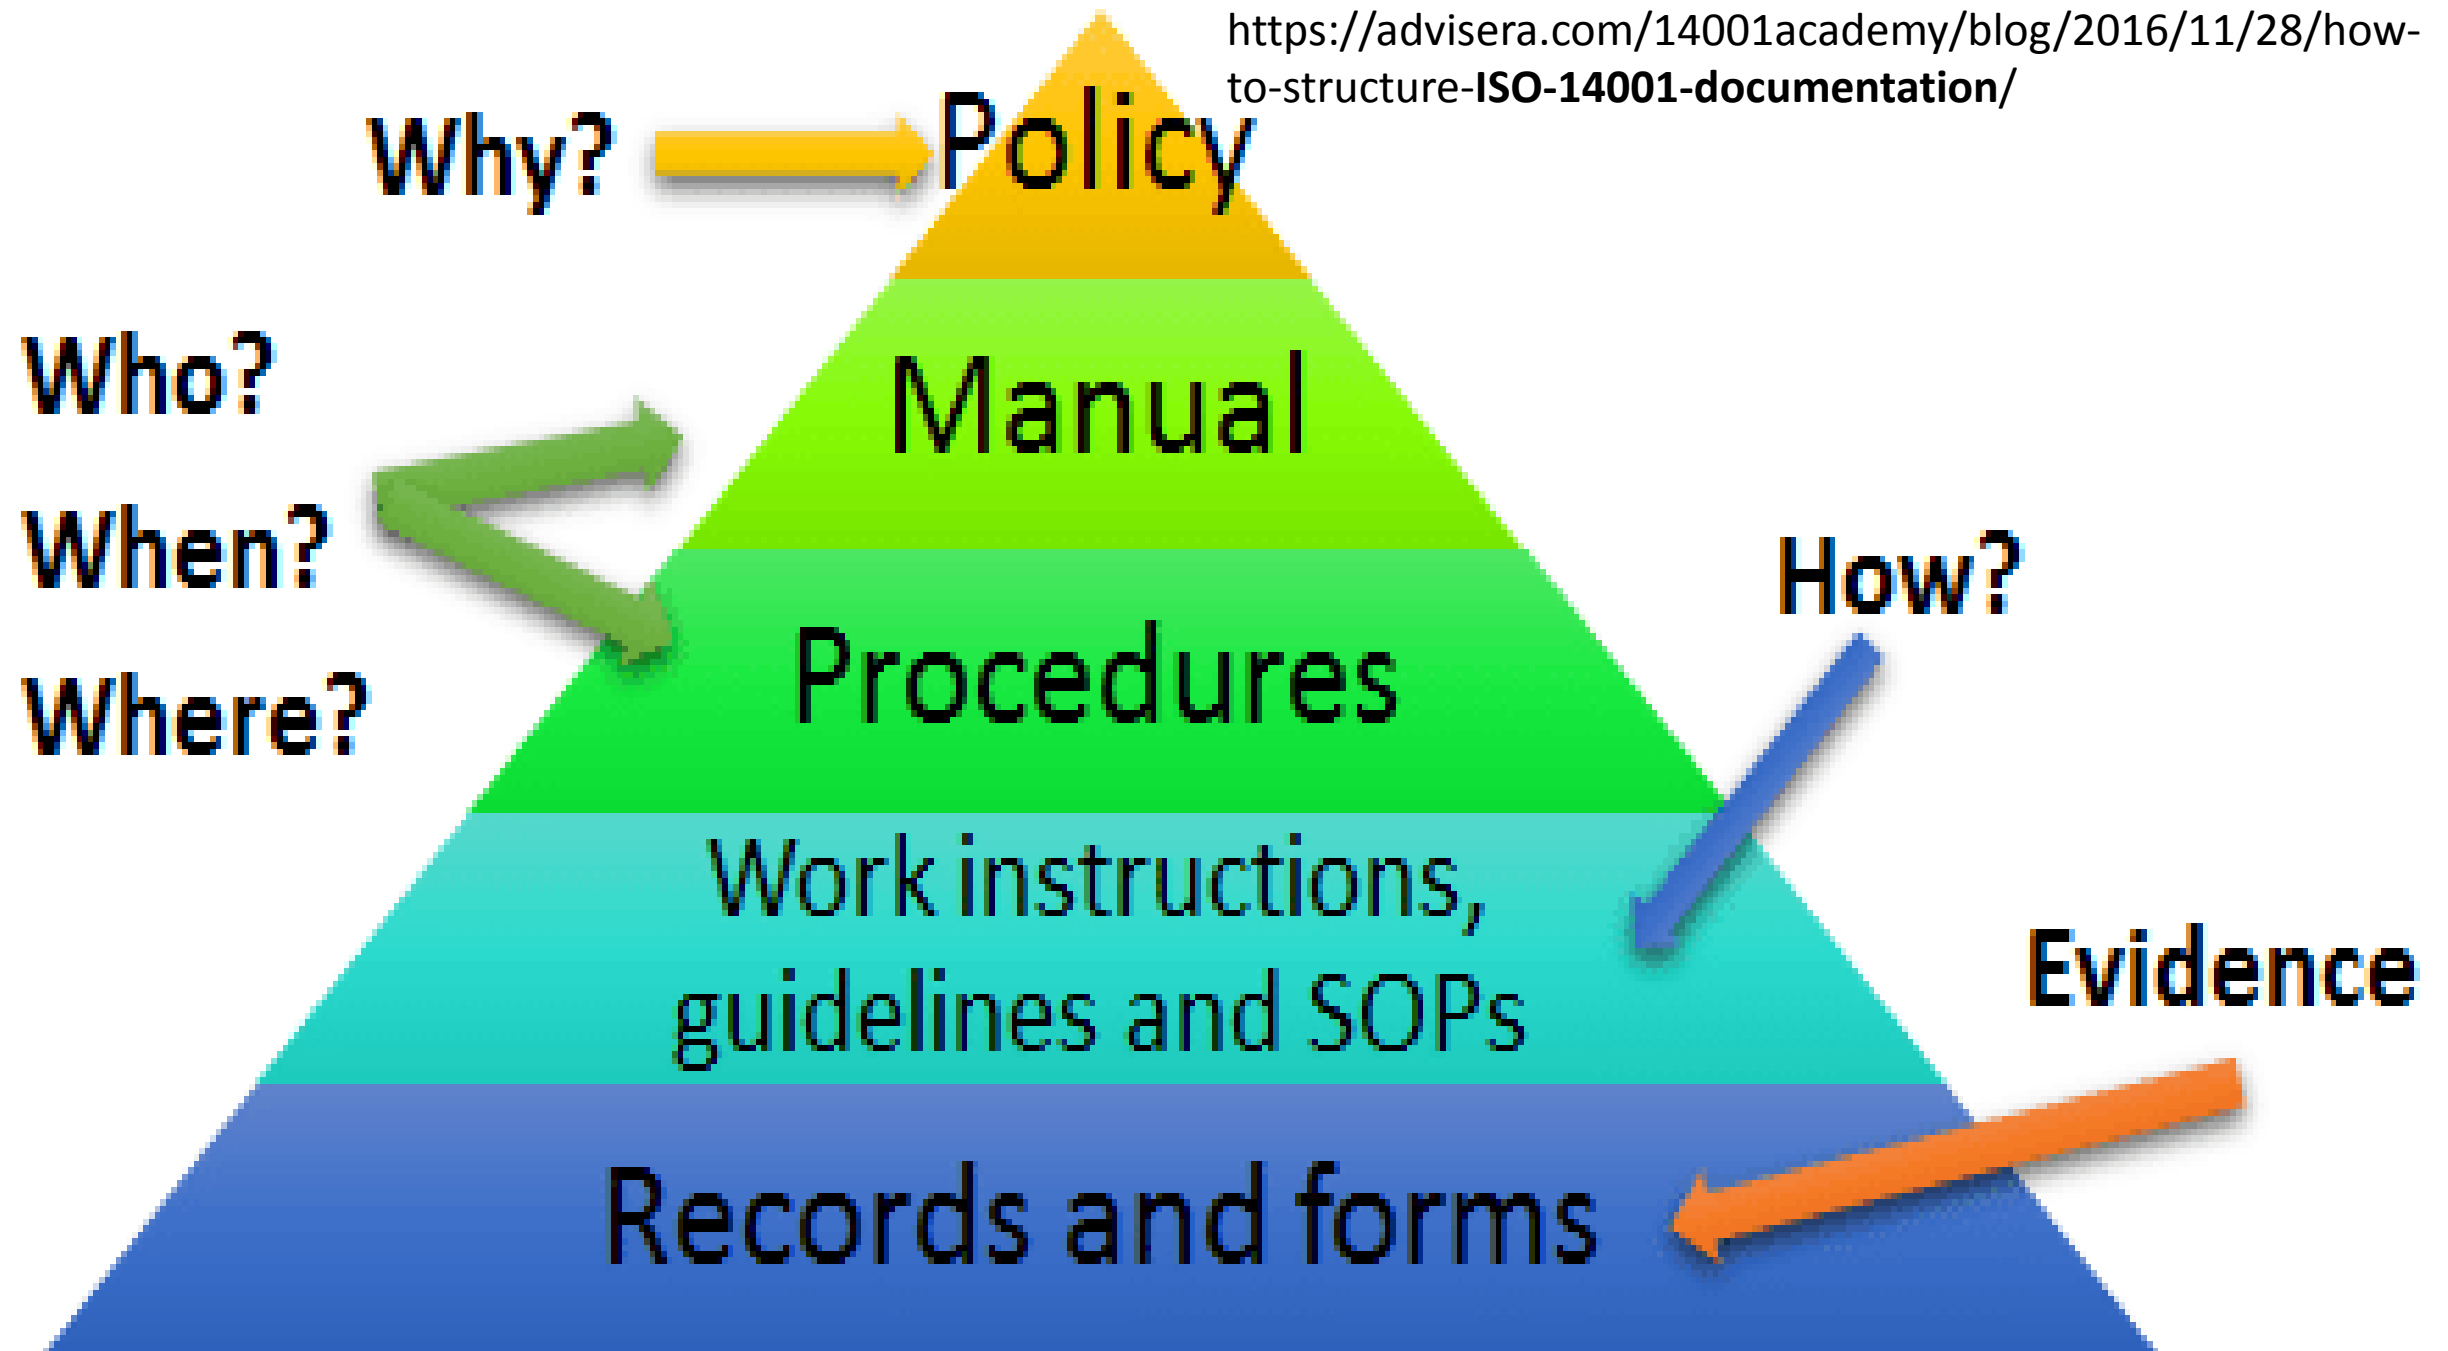 https://advisera.com/14001academy/blog/2016/11/28/how-
to-structure-ISO-14001-documentation/
Why?
Policy
Who?
When?
Where?
Manual
Procedures
How?
Work instructions,
guidelines and SOPs
Evidence
Records and forms